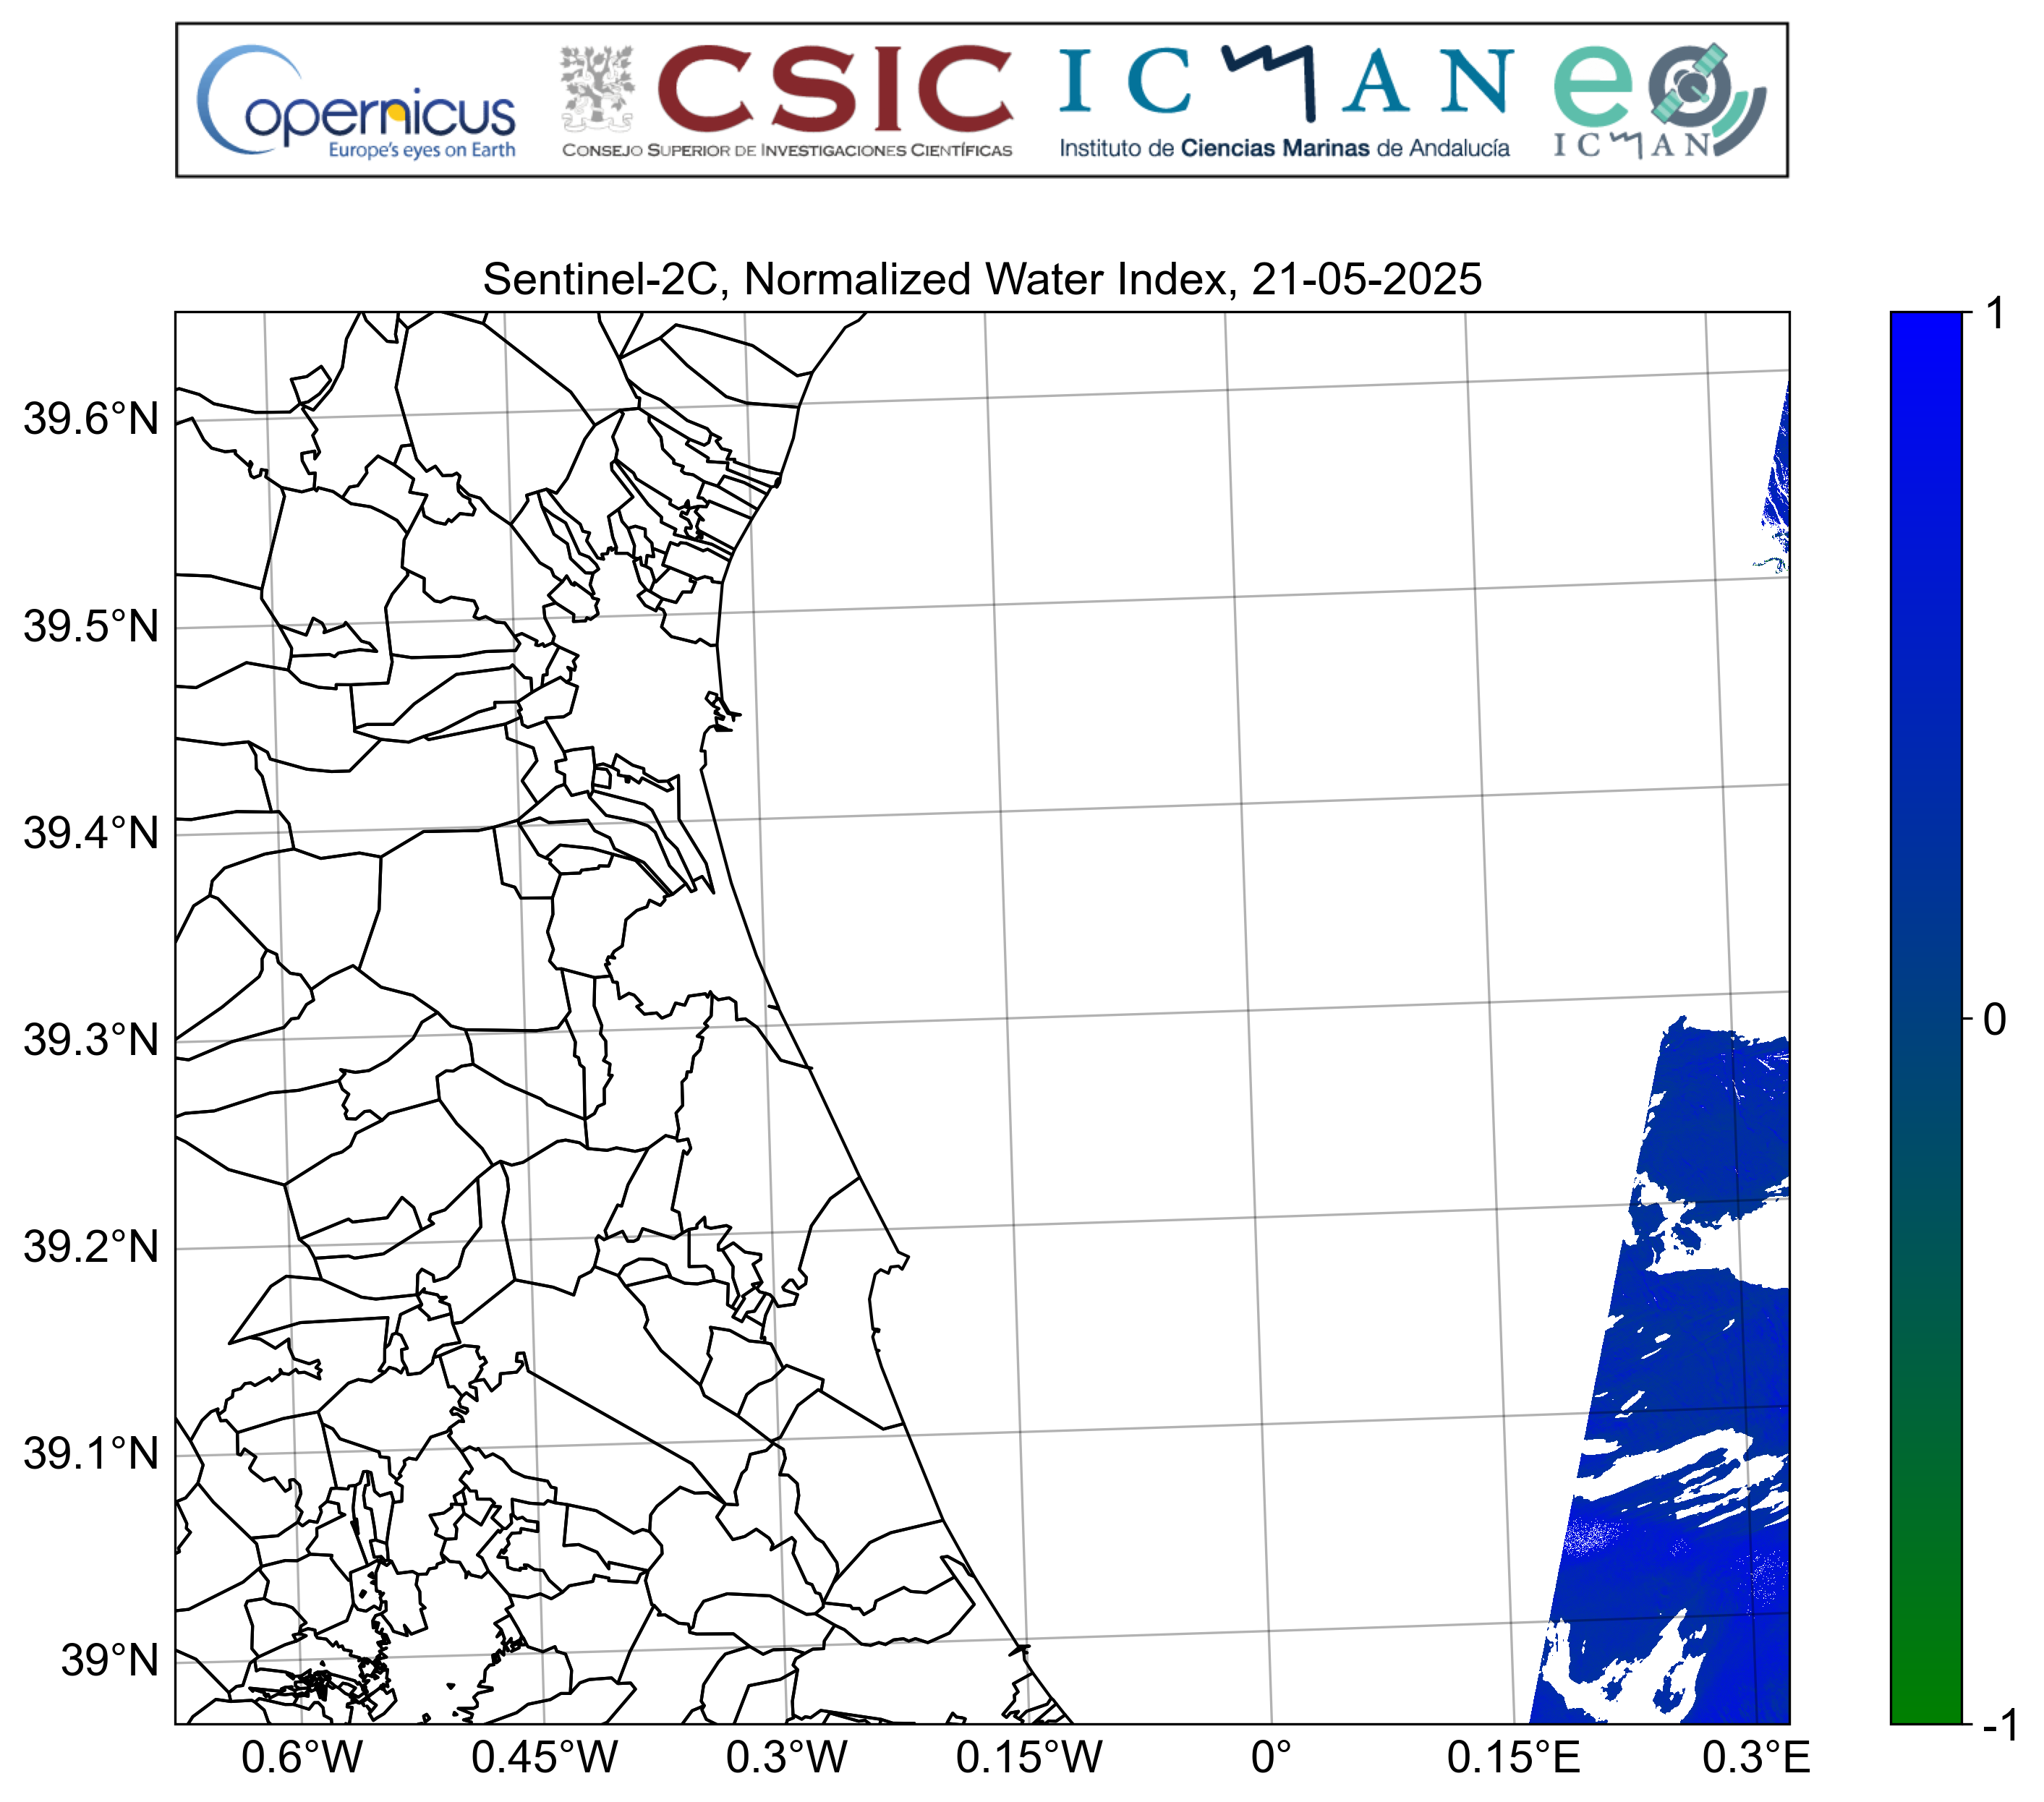 opernicus
Europe's eyes on Earth
CSIC
CONSEJO SUPERIOR DE INVESTIGACIONES CIENTÍFICAS
ICMAN
Instituto de Ciencias Marinas de Andalucía
eo
ICMAN
Sentinel-2C, Normalized Water Index, 21-05-2025
39.6°N
39.5°N
39.4°N
39.3°N
39.2°N
39.1°N
39°N
0.6°W 0.45°W 0.3°W 0.15°W 0° 0.15°E 0.3°E
1
0
-1